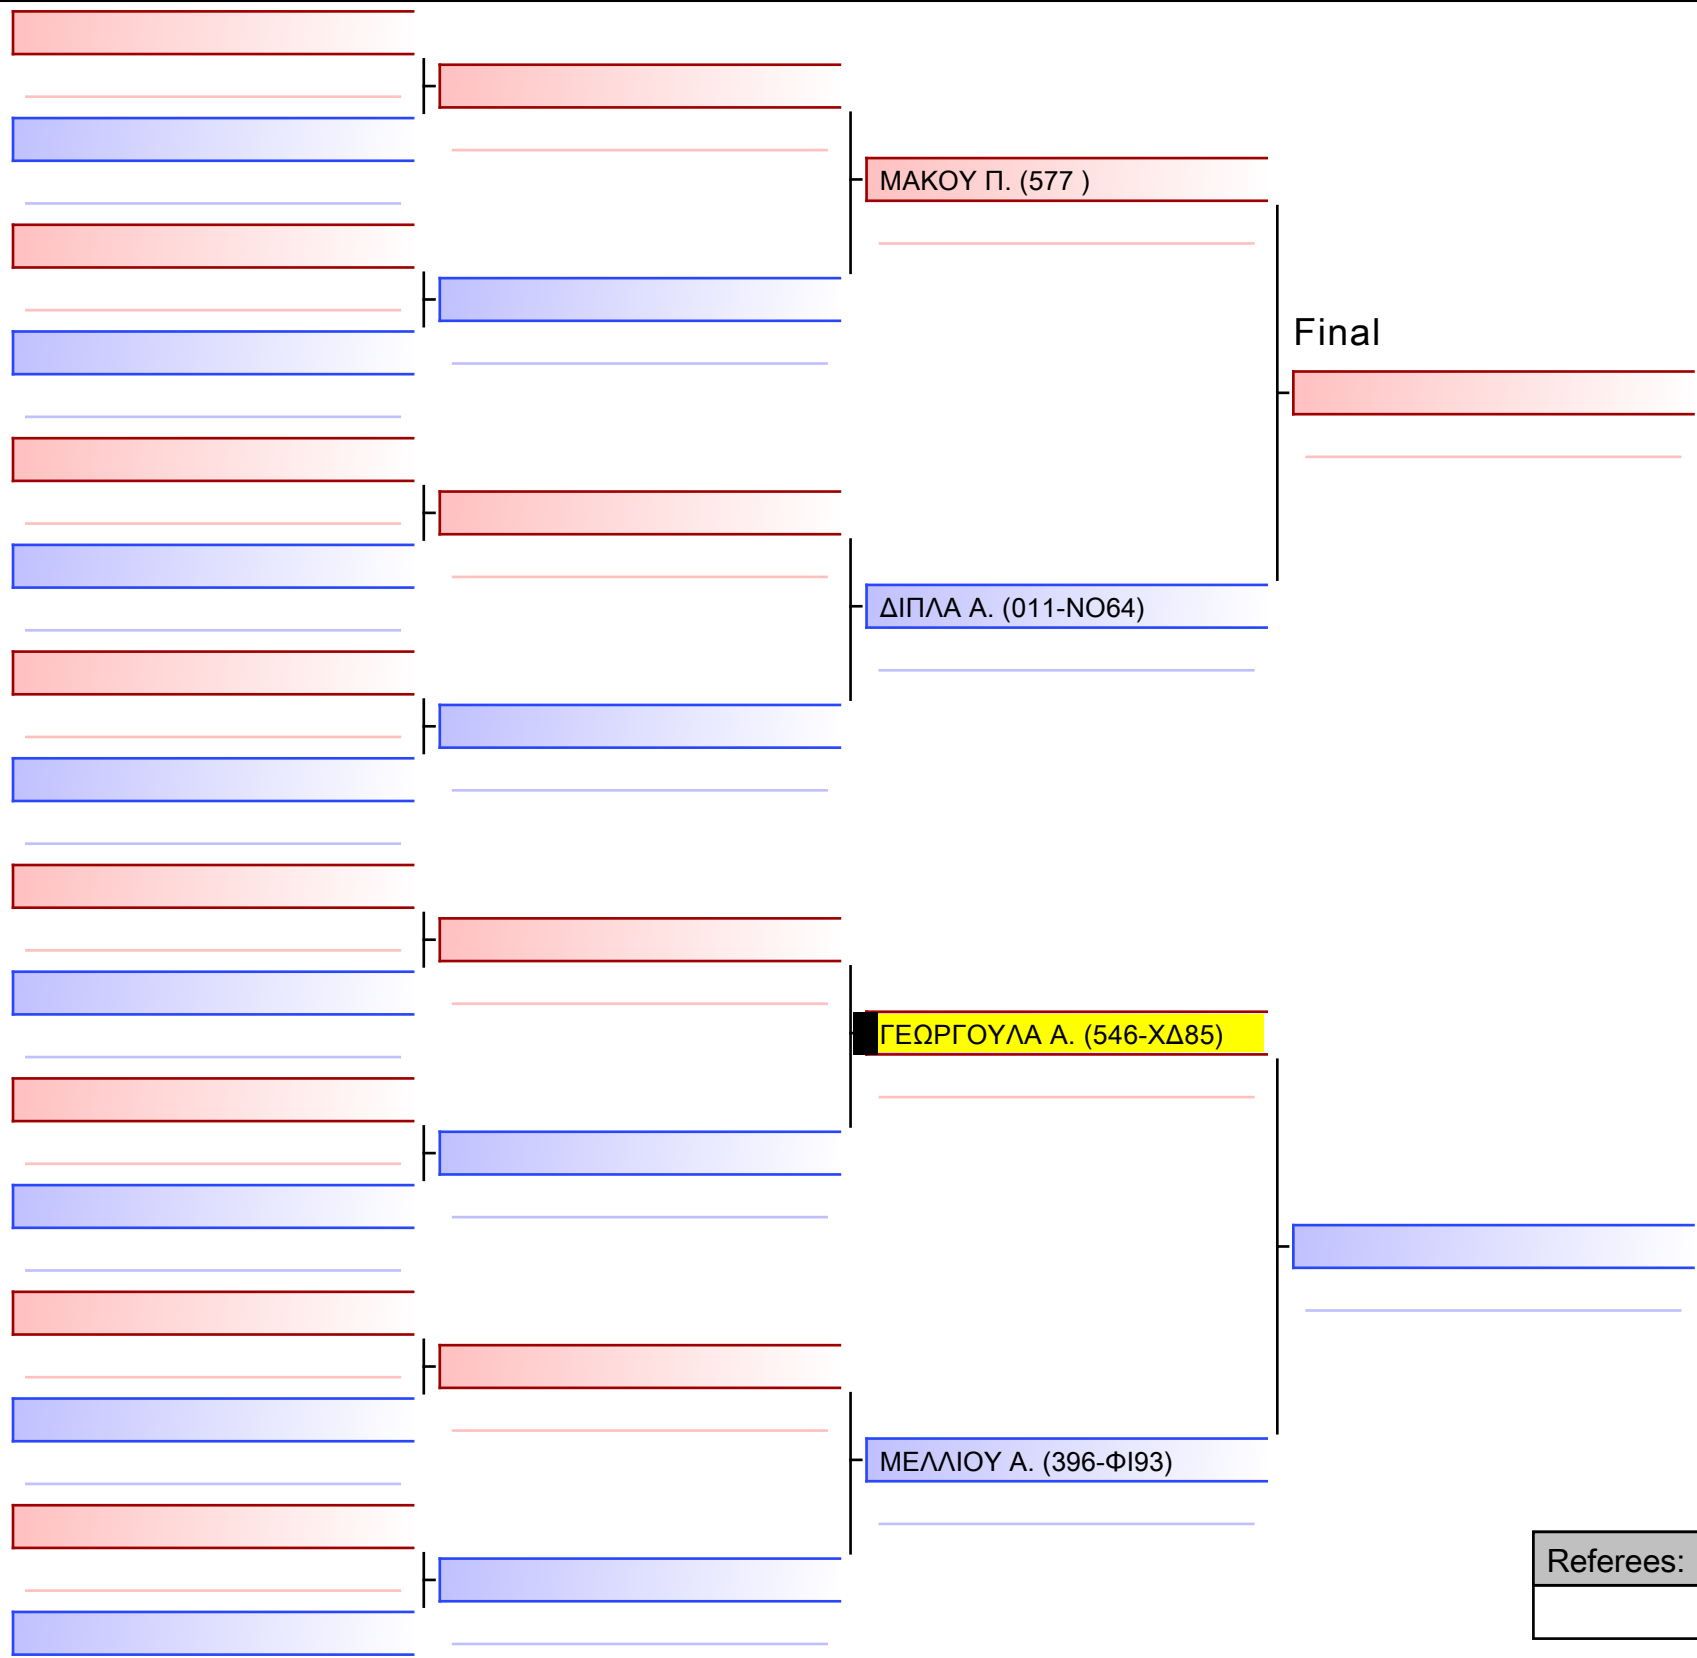 ΜΑΚΟΥ Π. (577 )
Final
ΔΙΠΛΑ Α. (011-ΝΟ64)
ΓΕΩΡΓΟΥΛΑ Α. (546-ΧΔ85)
ΜΕΛΛΙΟΥ Α. (396-ΦΙ93)
Referees: